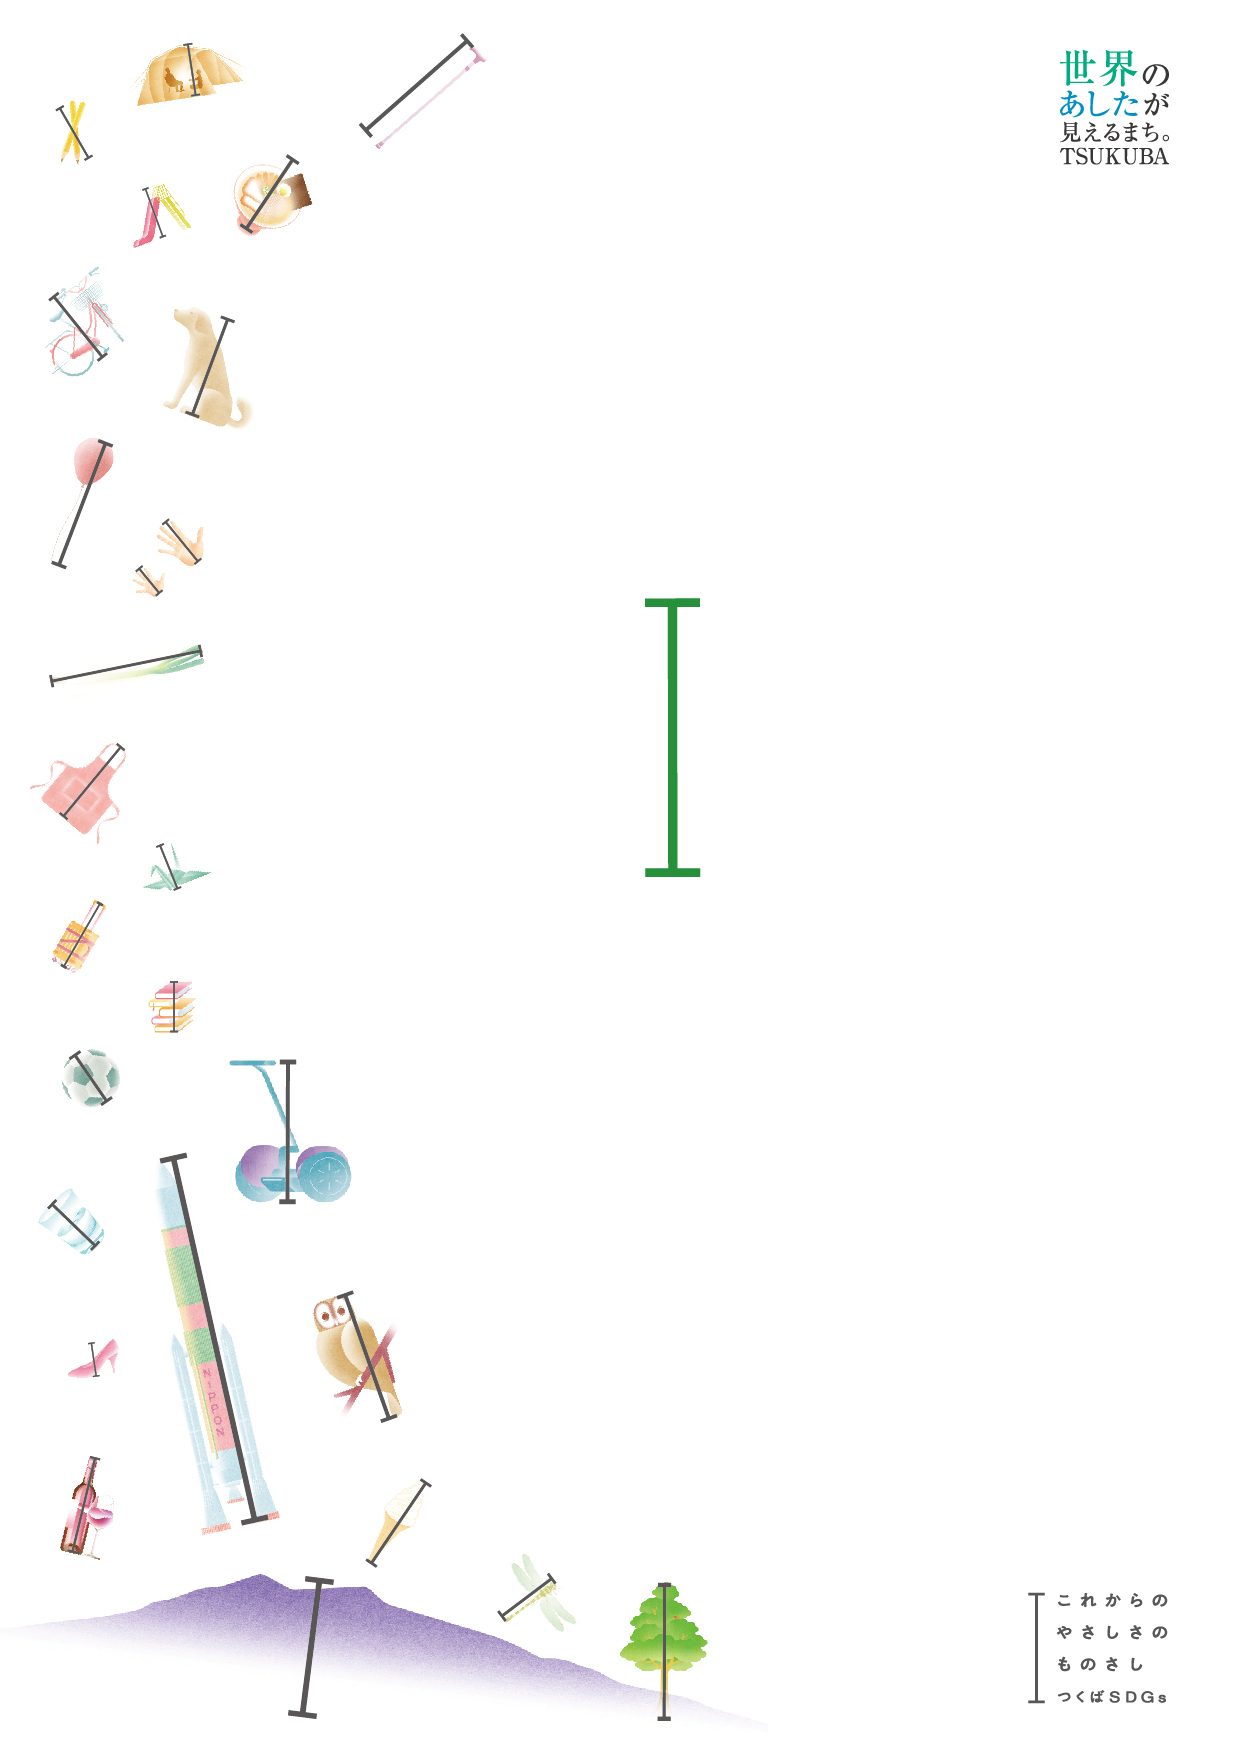 世界の
あしたが
見えるまち。
TSUKUBA
NIPPON
これからの
やさしさの
ものさし
つくばSDGs